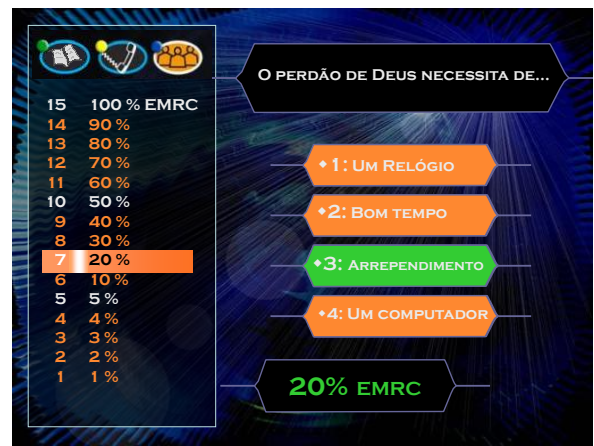 O PERDÃO DE DEUS NECESSITA DE...
15 100 % EMRC
14 90 %
13 80 %
12 70 %
11 60 %
10 50 %
9 40 %
8 30 %
7 20 %
6 10 %
5 5 %
4 4 %
3 3 %
2 2 %
1 1 %
1: UM RELÓGIO
2: BOM TEMPO
3: ARREPENDIMENTO
4: UM COMPUTADOR
20% EMRC